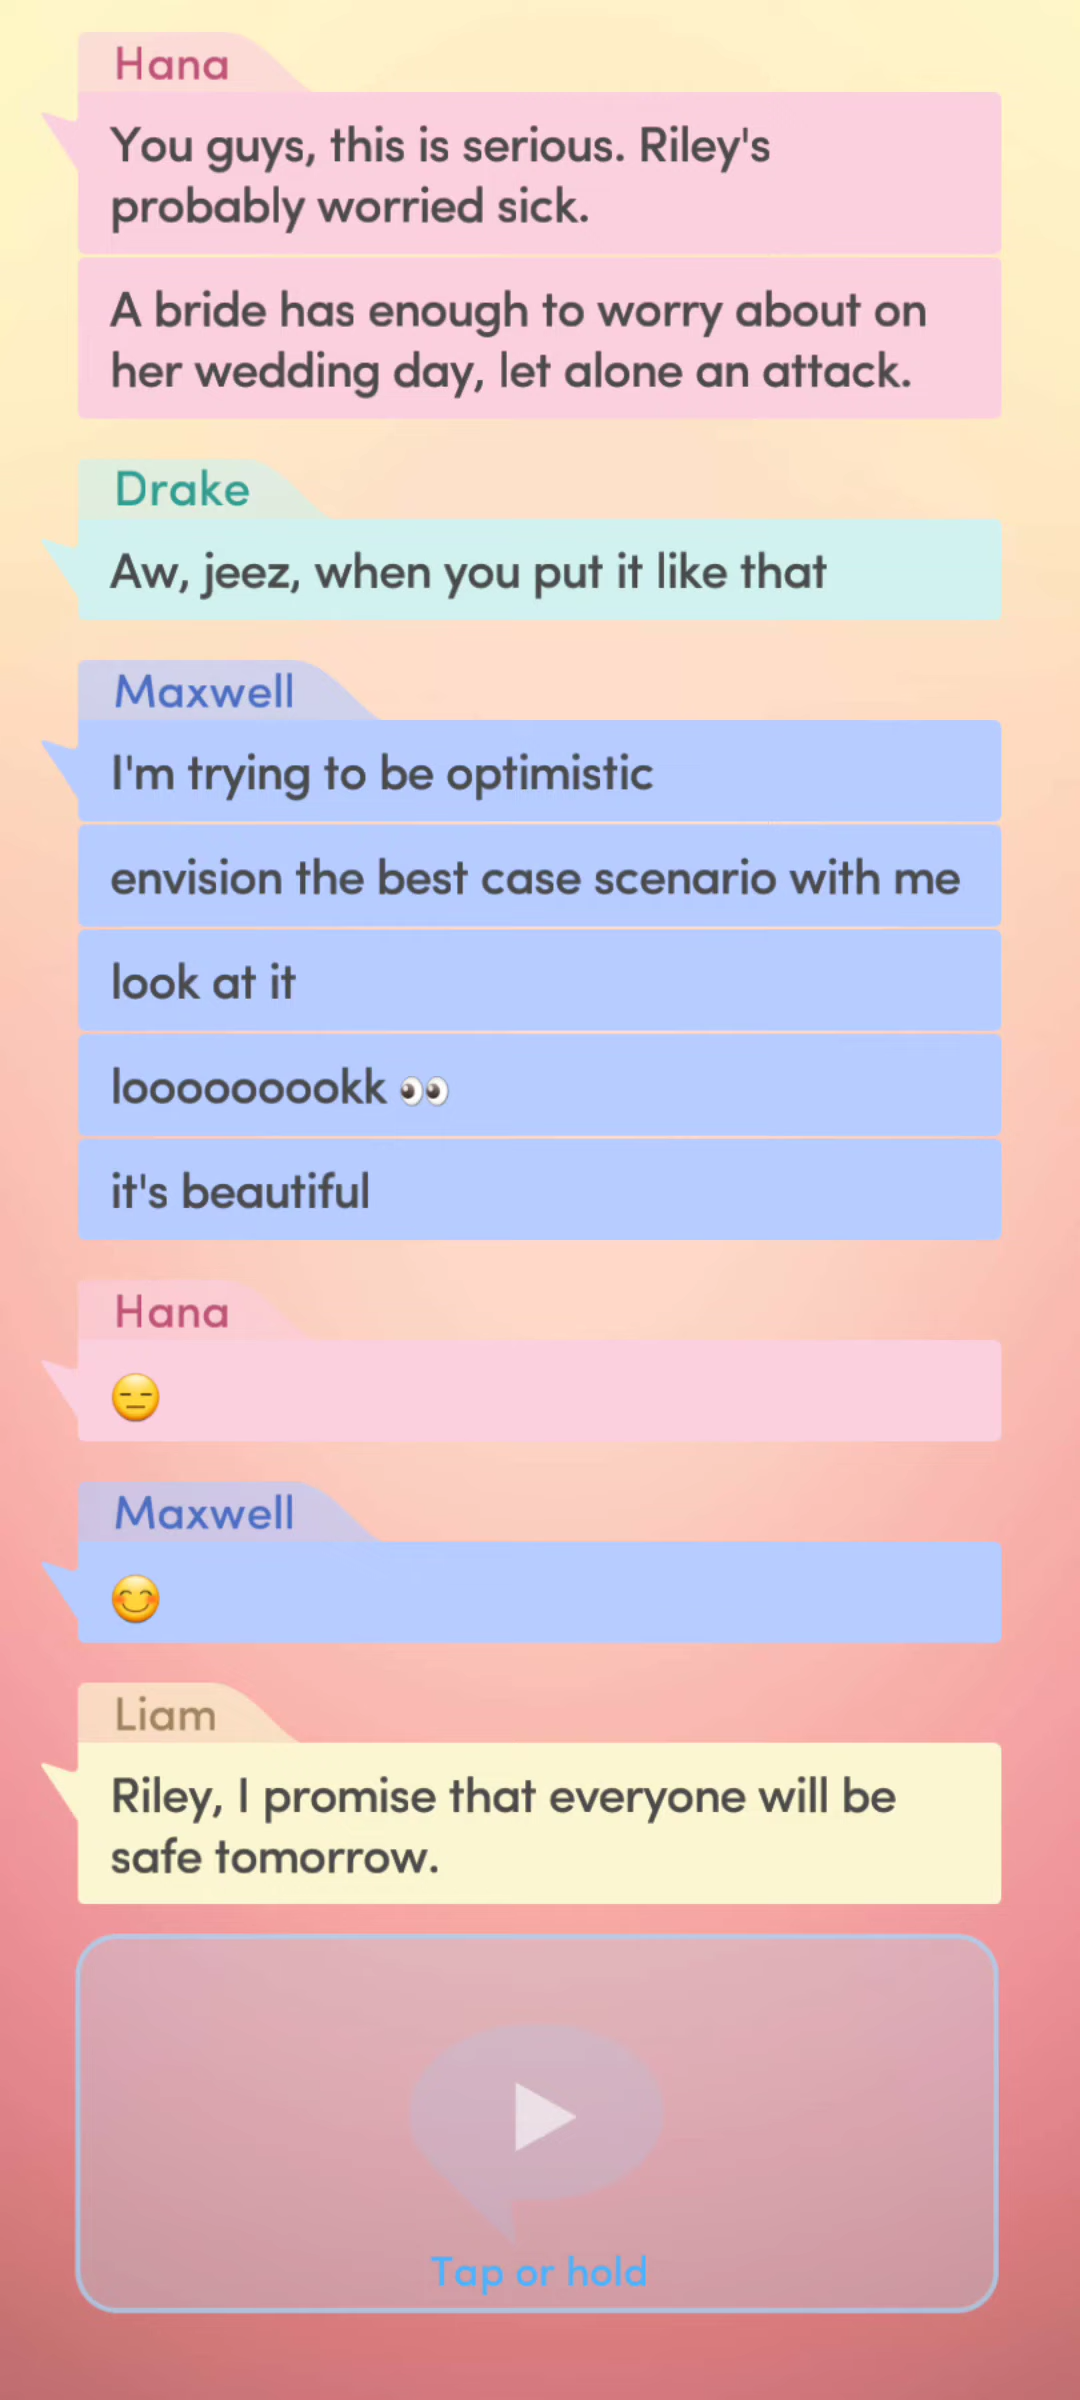 Hana
You guys, this is serious. Riley's
probably worried sick.
A bride has enough to worry about on
her wedding day, let alone an attack.
Drake
Aw, jeez, when you put it like that
Maxwell
I'm trying to be optimistic
envision the best case scenario with me
look at it
looooooookk 👀
it's beautiful
Hana
😑
Maxwell
😊
Liam
Riley, I promise that everyone will be
safe tomorrow.
Tap or hold